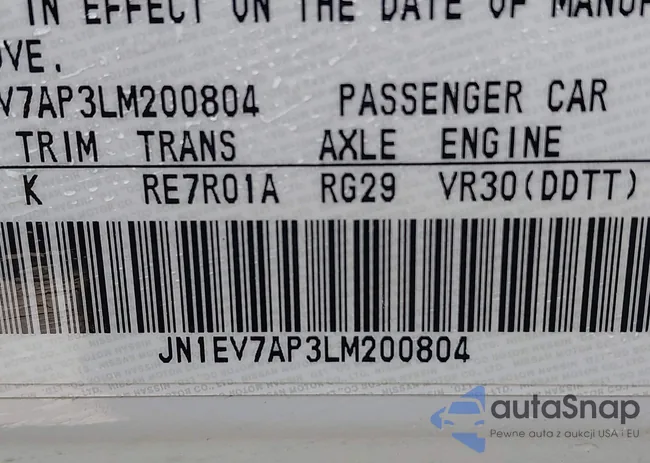 IN EFFECT ON THE DATE OF MANUF
OVE.
V7AP3LM200804 PASSENGER CAR
TRIM TRANS AXLE ENGINE
K RE7R01A RG29 VR30(DDTT)
JN1EV7AP3LM200804
autaSnap
Pewne auta z aukcji USA i EU